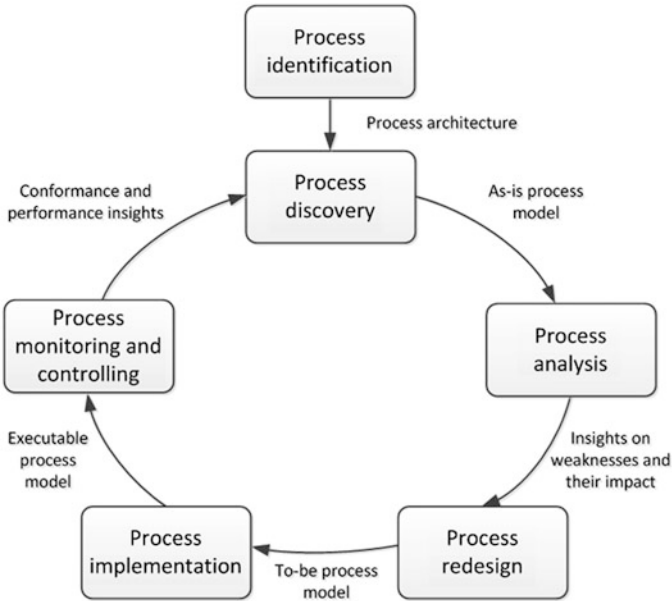 Process
identification
Process architecture
Process
discovery
As-is process
model
Process
analysis
Insights on
weaknesses and
their impact
Process
redesign
To-be process
model
Process
implementation
Executable
process
model
Process
monitoring and
controlling
Conformance and
performance insights